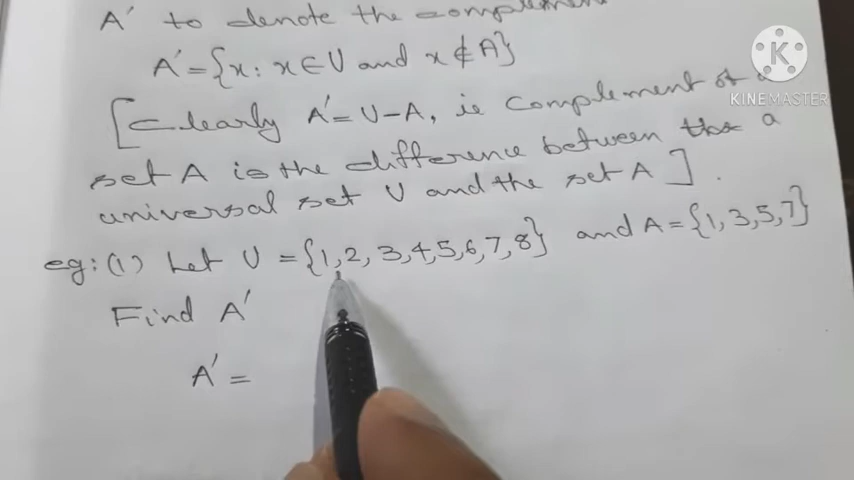 A' to denote the complement
A' = {x : x ∈ U and x ∉ A}
[Clearly A' = U - A, ie complement of a
set A is the difference between the a
universal set U and the set A].
eg: (1) Let U = {1, 2, 3, 4, 5, 6, 7, 8} and A = {1, 3, 5, 7}
Find A'
A' =
K
KINEMASTER